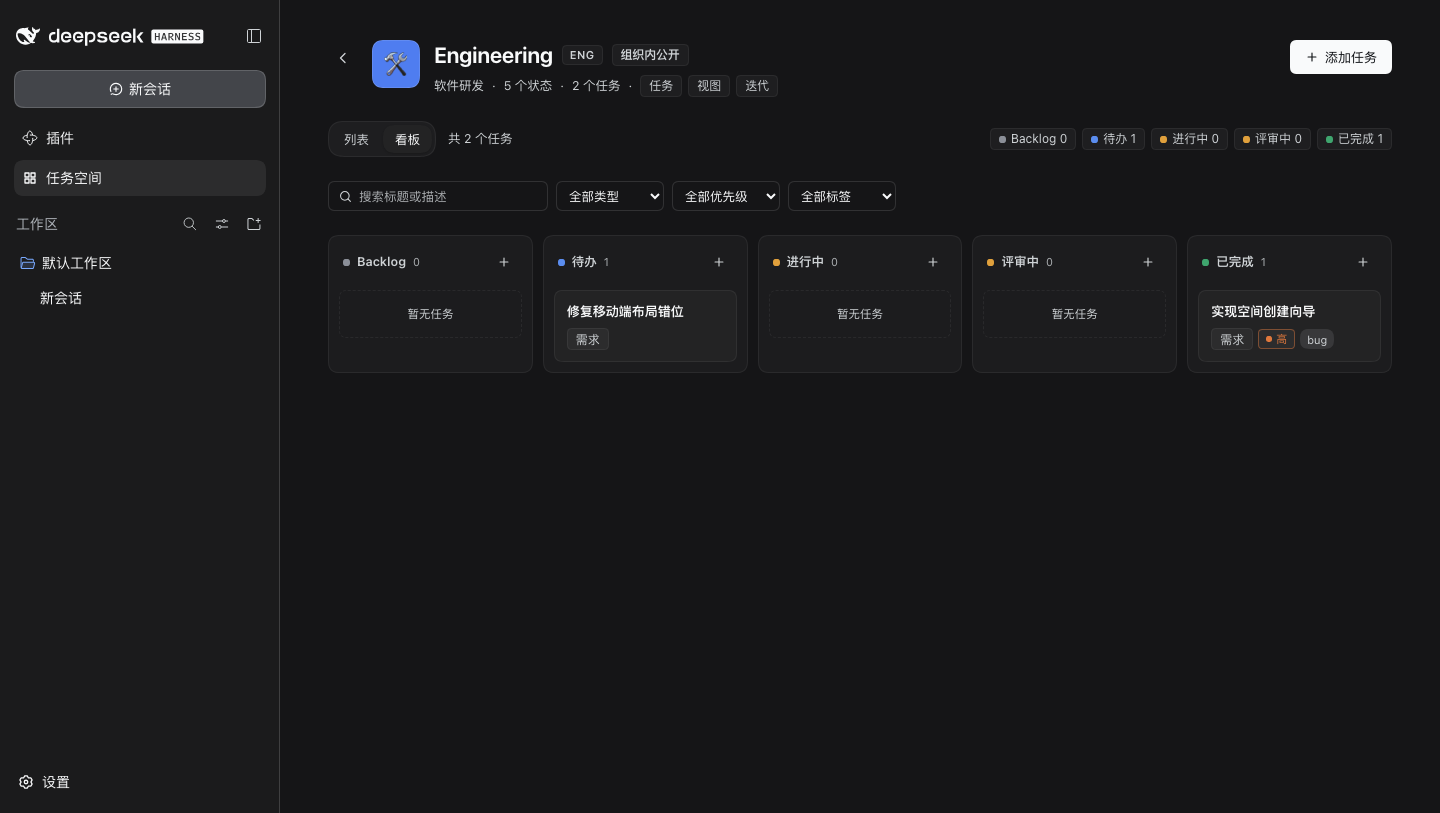 deepseek HARNESS
新会话
插件
任务空间
工作区
默认工作区
新会话
设置
Engineering ENG 组织内公开
软件研发 · 5 个状态 · 2 个任务 · 任务 视图 迭代
添加任务
列表 看板 共 2 个任务
Backlog 0 待办 1 进行中 0 评审中 0 已完成 1
搜索标题或描述 全部类型 全部优先级 全部标签
Backlog 0
暂无任务
待办 1
修复移动端布局错位
需求
进行中 0
暂无任务
评审中 0
暂无任务
已完成 1
实现空间创建向导
需求 高 bug